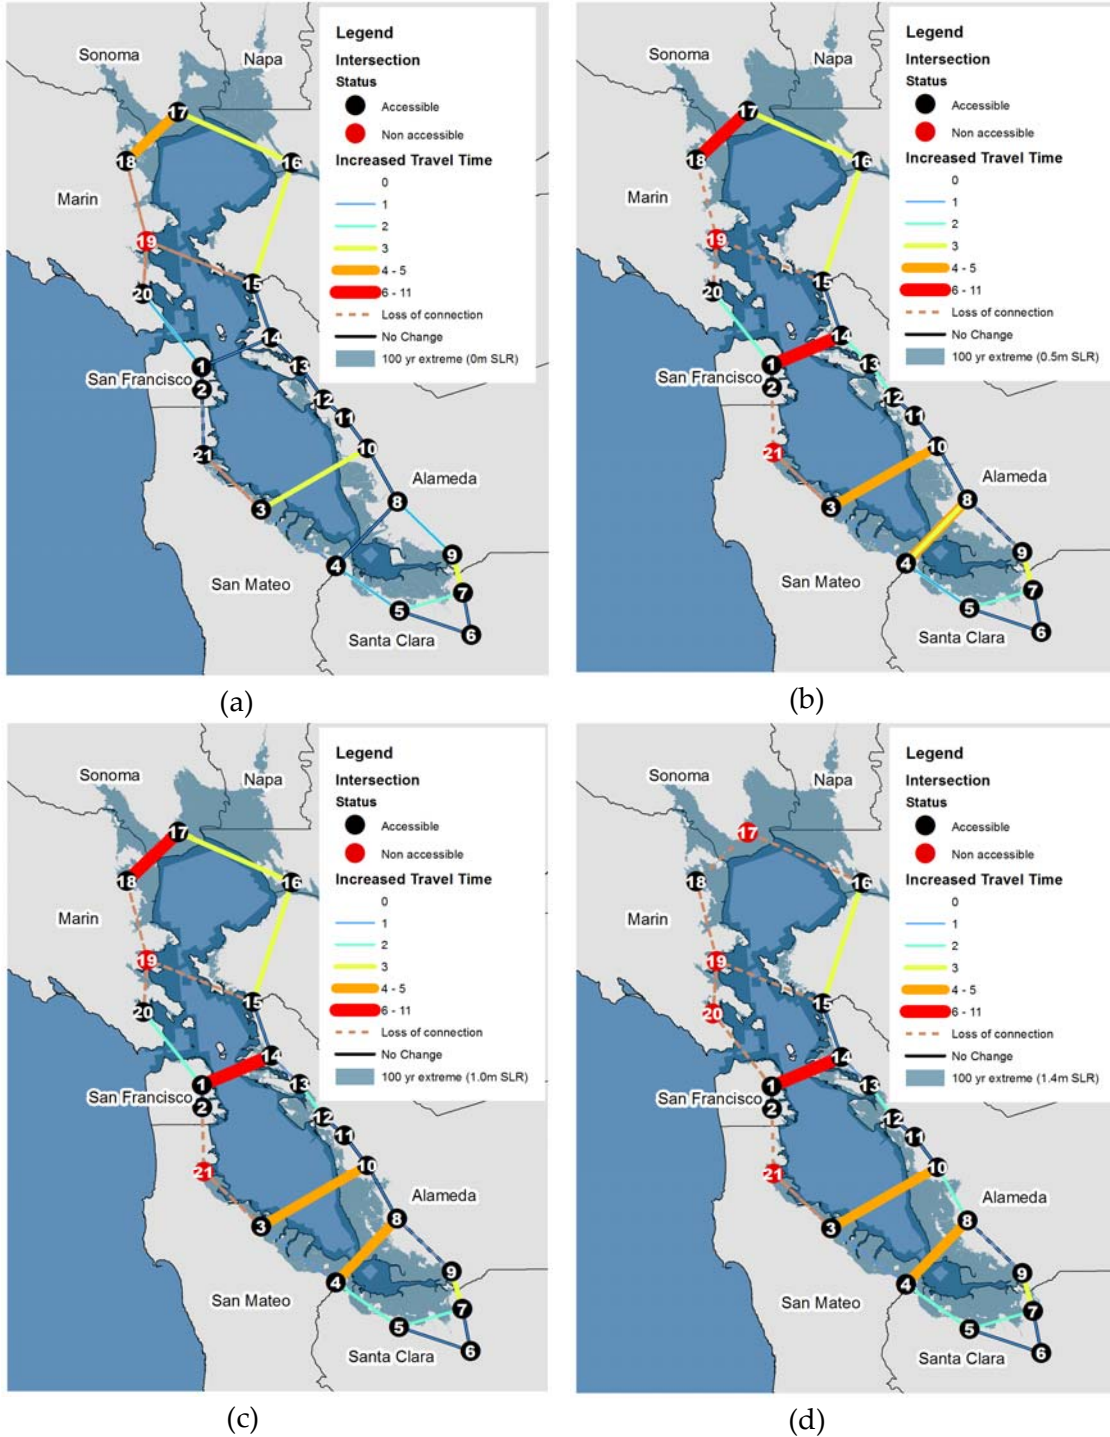 Sonoma
Napa
17
16
18
Marin
19
15
20
14
1
13
San Francisco
2
12
11
10
21
Alameda
8
3
9
4
San Mateo
7
5
6
Santa Clara
Legend
Intersection
Status
Accessible
Non accessible
Increased Travel Time
0
1
2
3
4 - 5
6 - 11
Loss of connection
No Change
100 yr extreme (0m SLR)
(a)
Sonoma
Napa
17
16
18
Marin
19
15
20
14
1
13
San Francisco
2
12
11
10
21
Alameda
8
3
9
4
San Mateo
7
5
6
Santa Clara
Legend
Intersection
Status
Accessible
Non accessible
Increased Travel Time
0
1
2
3
4 - 5
6 - 11
Loss of connection
No Change
100 yr extreme (0.5m SLR)
(b)
Sonoma
Napa
17
16
18
Marin
19
15
20
14
1
13
San Francisco
2
12
11
10
21
Alameda
8
3
9
4
San Mateo
7
5
6
Santa Clara
Legend
Intersection
Status
Accessible
Non accessible
Increased Travel Time
0
1
2
3
4 - 5
6 - 11
Loss of connection
No Change
100 yr extreme (1.0m SLR)
(c)
Sonoma
Napa
17
16
18
Marin
19
15
20
14
1
13
San Francisco
2
12
11
10
21
Alameda
8
3
9
4
San Mateo
7
5
6
Santa Clara
Legend
Intersection
Status
Accessible
Non accessible
Increased Travel Time
0
1
2
3
4 - 5
6 - 11
Loss of connection
No Change
100 yr extreme (1.4m SLR)
(d)